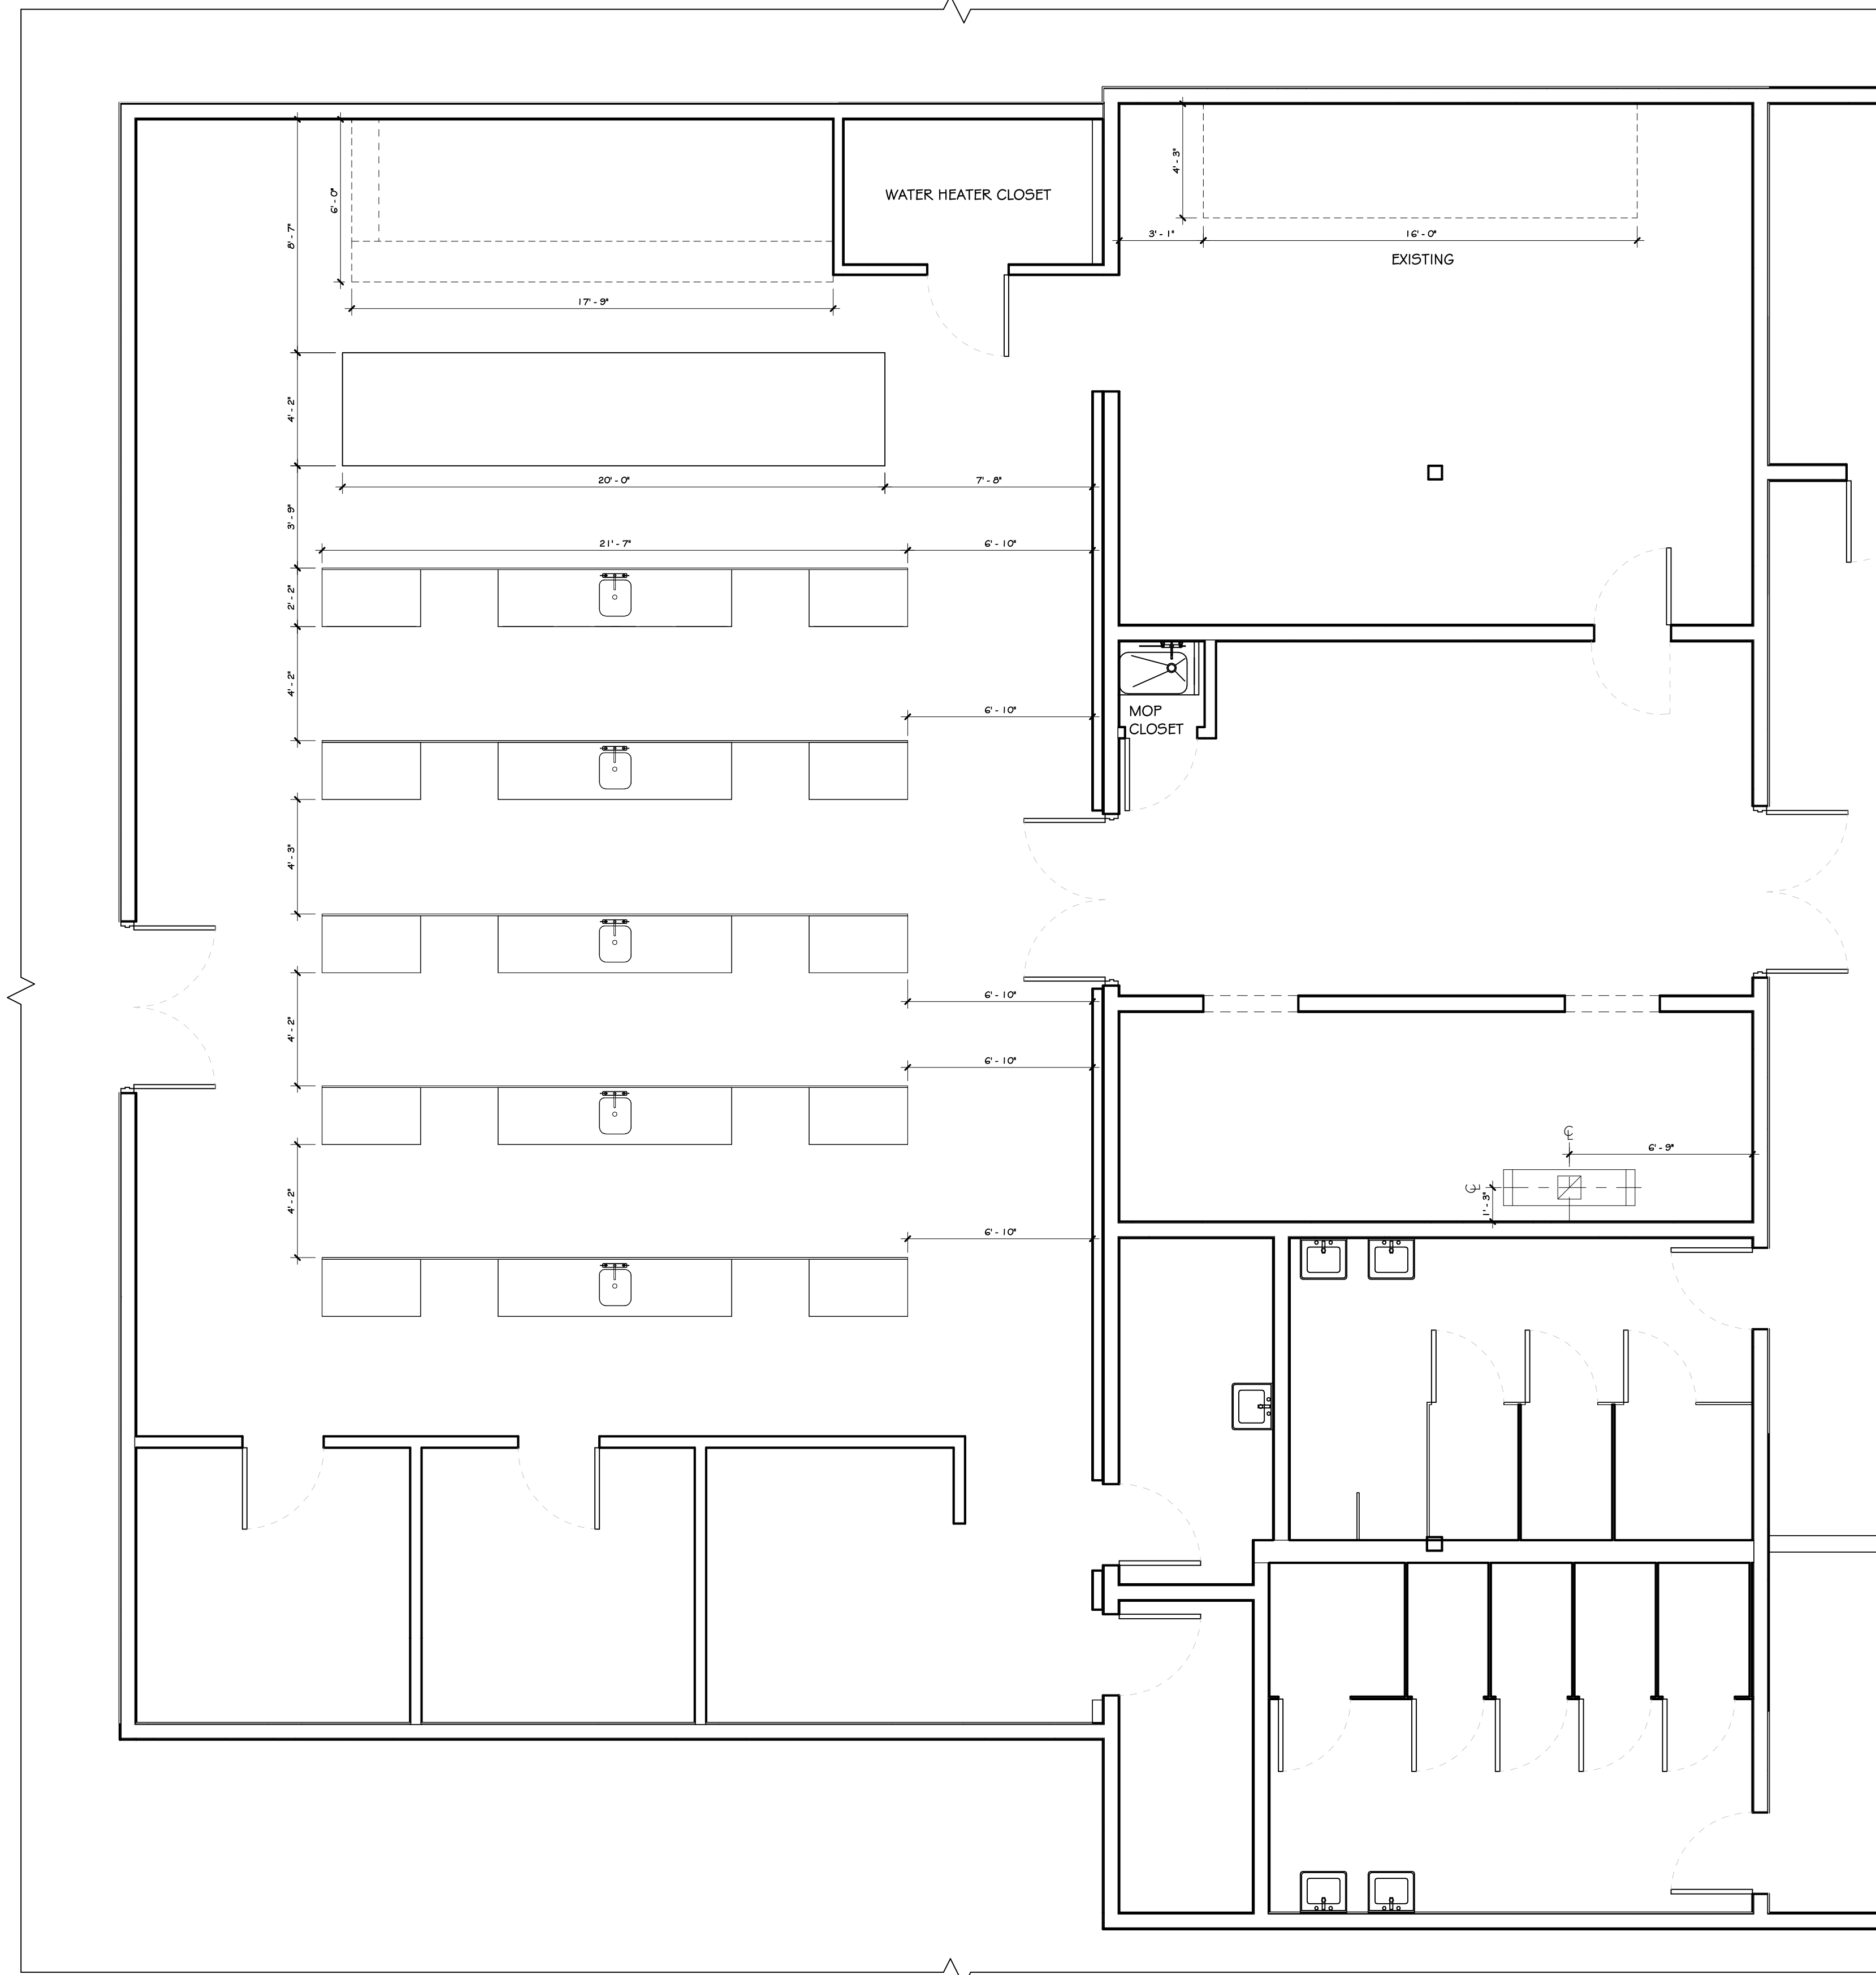 WATER HEATER CLOSET
4' - 3"
6' - 0"
8' - 7"
3' - 1"
16' - 0"
EXISTING
17' - 9"
4' - 2"
20' - 0"
7' - 8"
3' - 9"
21' - 7"
6' - 10"
2' - 2"
4' - 2"
6' - 10"
MOP
CLOSET
4' - 3"
6' - 10"
4' - 2"
6' - 10"
CL
6' - 9"
CL
1' - 3"
4' - 2"
6' - 10"